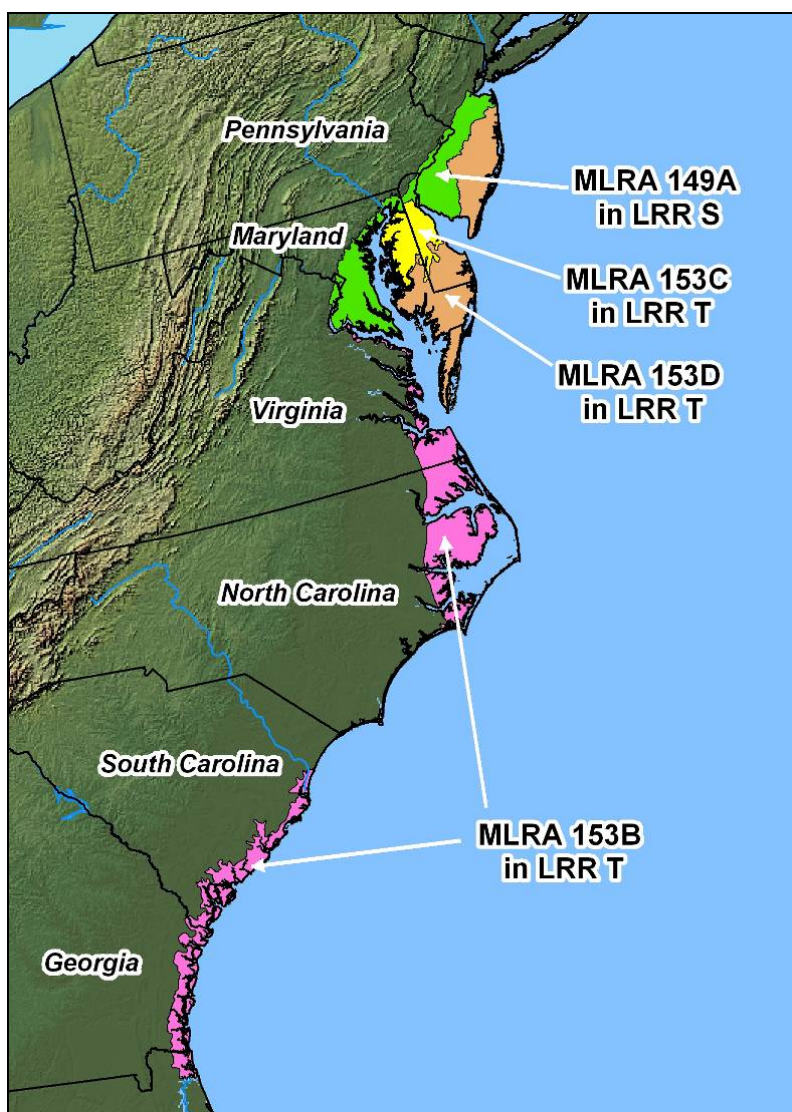 Pennsylvania
MLRA 149A
in LRR S
Maryland
MLRA 153C
in LRR T
MLRA 153D
in LRR T
Virginia
North Carolina
South Carolina
MLRA 153B
in LRR T
Georgia